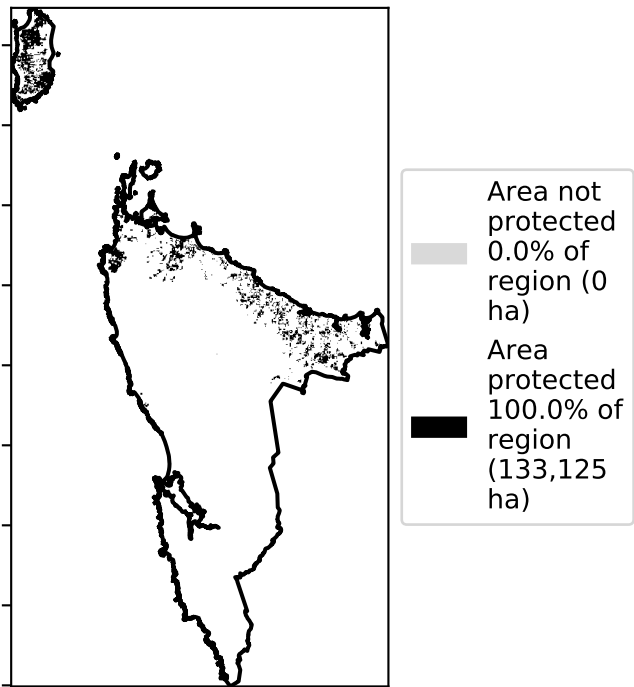 Area not
protected
0.0% of
region (0
ha)
Area
protected
100.0% of
region
(133,125
ha)